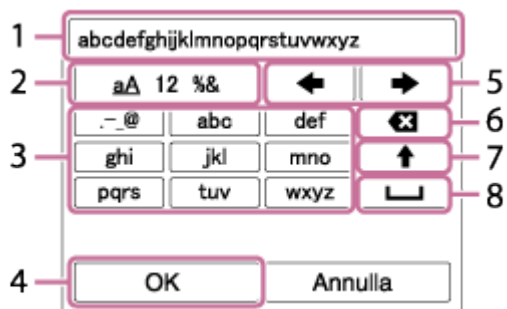 1 abcdefghijklmnopqrstuvwxyz
2 aA 12 %& 5
.-_@ abc def 6
3 ghi jkl mno 7
pqrs tuv wxyz 8
4 OK Annulla